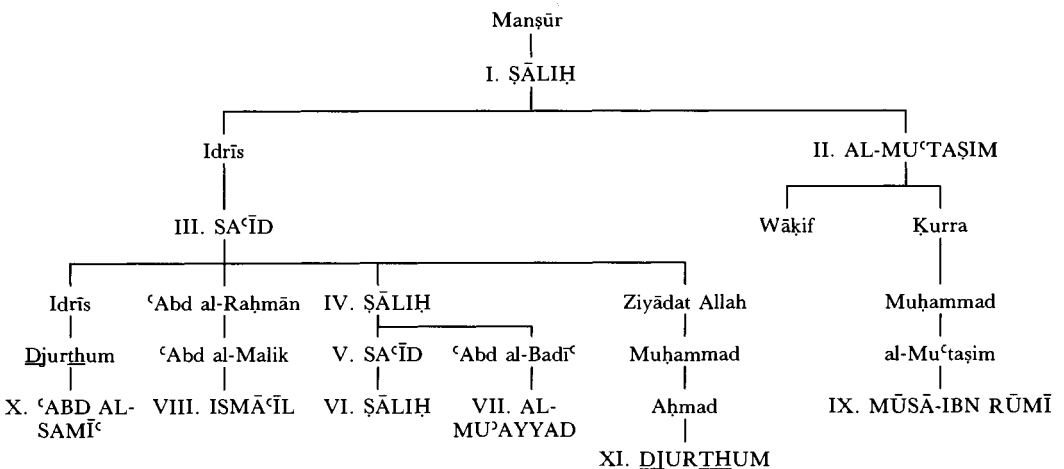 Manṣūr
I. ṢĀLIḤ
Idrīs
II. AL-MUʿTAṢIM
III. SAʿĪD
Wāḳif
Ḳurra
Idrīs
ʿAbd al-Raḥmān
IV. ṢĀLIḤ
Ziyādat Allah
Muḥammad
Djurthum
ʿAbd al-Malik
V. SAʿĪD
ʿAbd al-Badīʿ
Muḥammad
al-Muʿtaṣim
X. ʿABD AL-
SAMĪʿ
VIII. ISMĀʿĪL
VI. ṢĀLIḤ
VII. AL-
MUʾAYYAD
Aḥmad
IX. MŪSĀ-IBN RŪMĪ
XI. DJURTHUM